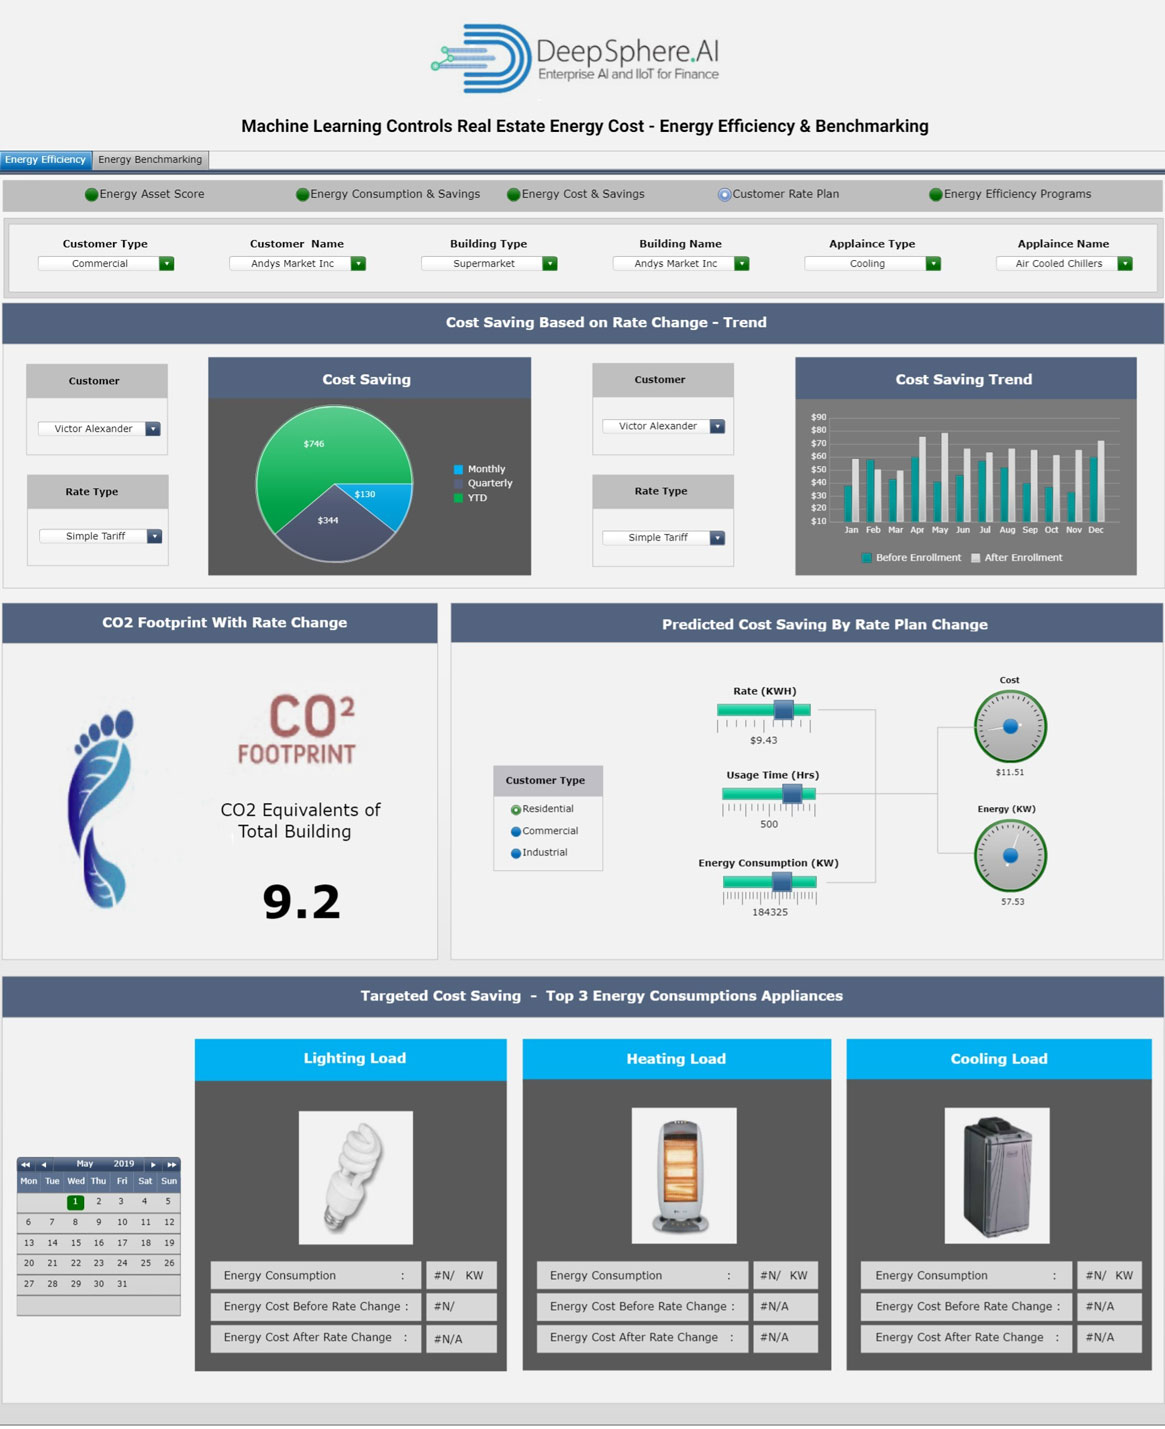 DeepSphere.AI
Enterprise AI and IIoT for Finance
Machine Learning Controls Real Estate Energy Cost - Energy Efficiency & Benchmarking
Energy Efficiency Energy Benchmarking
Energy Asset Score Energy Consumption & Savings Energy Cost & Savings Customer Rate Plan Energy Efficiency Programs
Customer Type Customer Name Building Type Building Name Applaince Type Applaince Name
Commercial Andys Market Inc Supermarket Andys Market Inc Cooling Air Cooled Chillers
Cost Saving Based on Rate Change - Trend
Customer
Victor Alexander
Rate Type
Simple Tariff
Cost Saving
$746
$130
$344
Monthly
Quarterly
YTD
Customer
Victor Alexander
Rate Type
Simple Tariff
Cost Saving Trend
$90
$80
$70
$60
$50
$40
$30
$20
$10
Jan Feb Mar Apr May Jun Jul Aug Sep Oct Nov Dec
Before Enrollment After Enrollment
CO2 Footprint With Rate Change
CO²
FOOTPRINT
CO2 Equivalents of
Total Building
9.2
Predicted Cost Saving By Rate Plan Change
Customer Type
Residential
Commercial
Industrial
Rate (KWH)
$9.43
Usage Time (Hrs)
500
Energy Consumption (KW)
184325
Cost
$11.51
Energy (KW)
57.53
Targeted Cost Saving - Top 3 Energy Consumptions Appliances
May 2019
Mon Tue Wed Thu Fri Sat Sun
1 2 3 4 5
6 7 8 9 10 11 12
13 14 15 16 17 18 19
20 21 22 23 24 25 26
27 28 29 30 31
Lighting Load
Energy Consumption : #N/ KW
Energy Cost Before Rate Change : #N/
Energy Cost After Rate Change : #N/A
Heating Load
Energy Consumption : #N/ KW
Energy Cost Before Rate Change : #N/A
Energy Cost After Rate Change : #N/A
Cooling Load
Energy Consumption : #N/ KW
Energy Cost Before Rate Change : #N/A
Energy Cost After Rate Change : #N/A